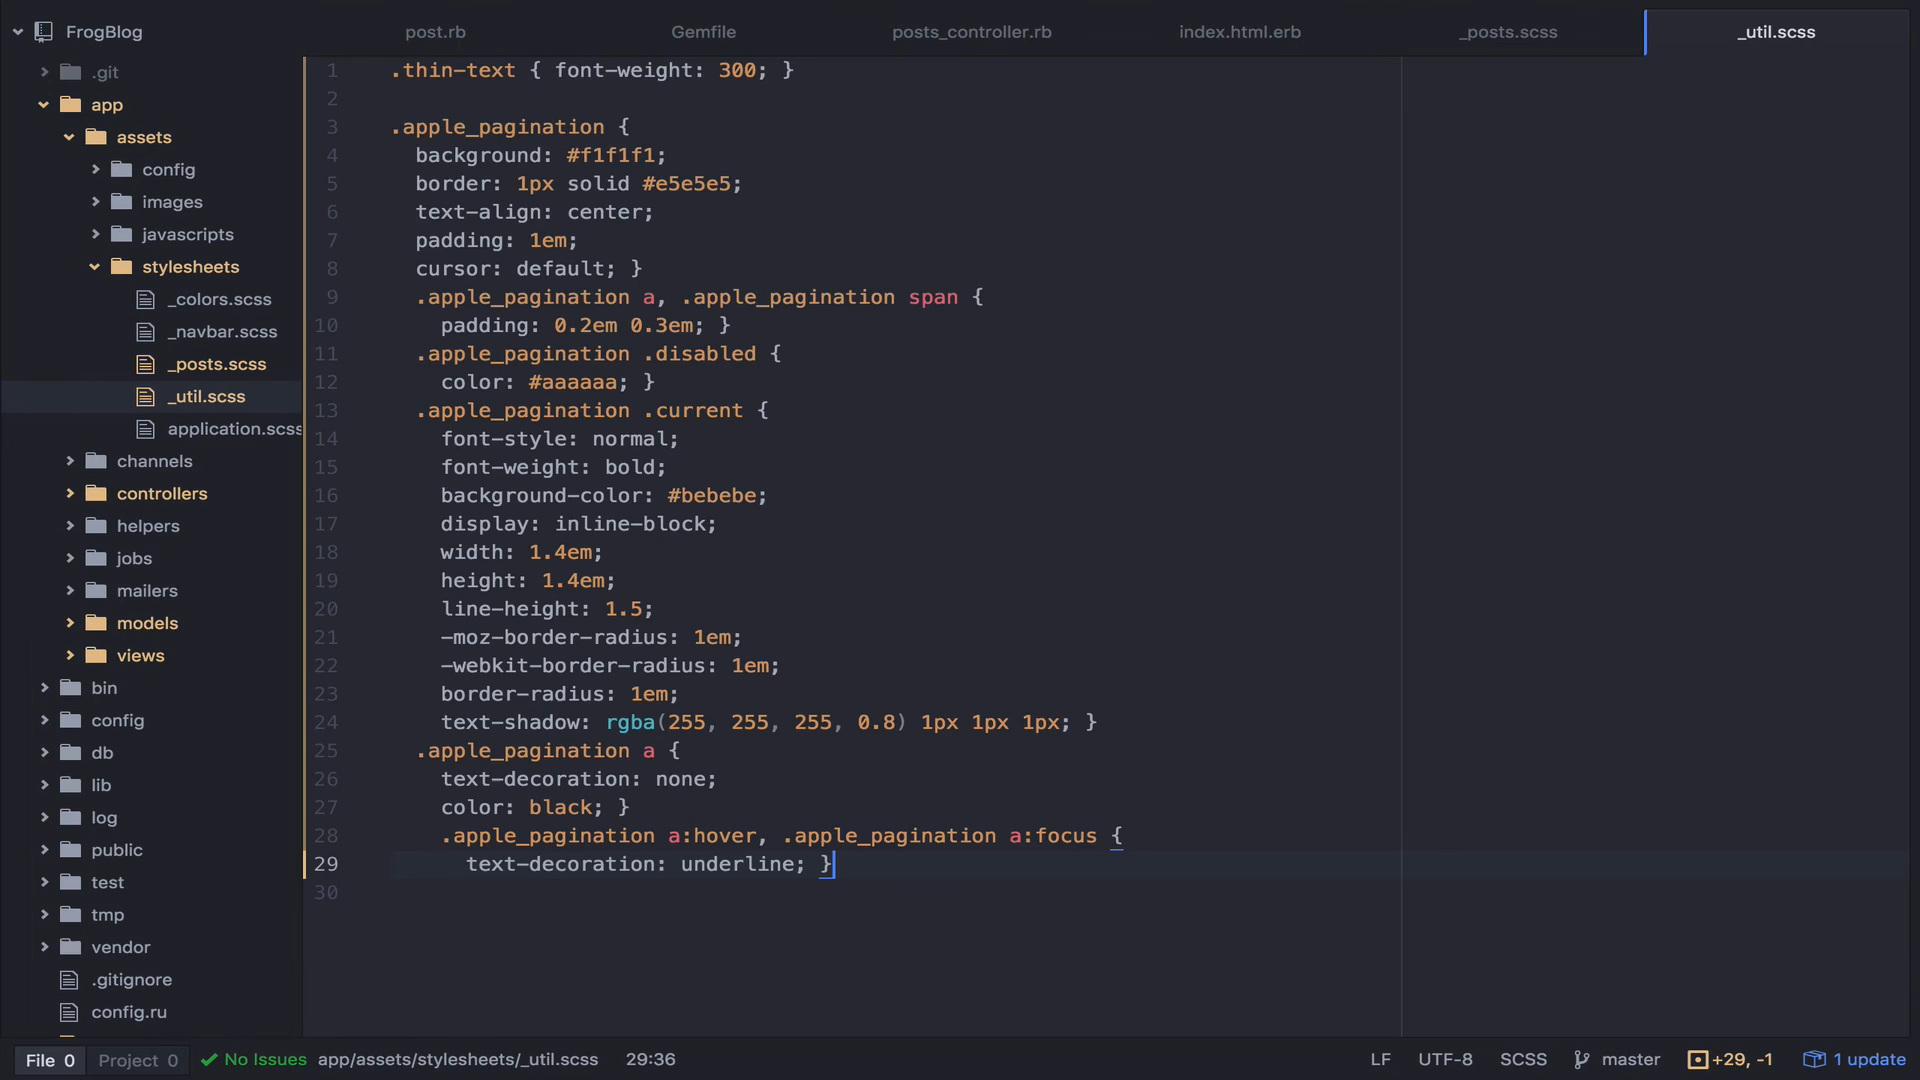 FrogBlog
post.rb
Gemfile
posts_controller.rb
index.html.erb
_posts.scss
_util.scss
.git
app
assets
config
images
javascripts
stylesheets
_colors.scss
_navbar.scss
_posts.scss
_util.scss
application.scss
channels
controllers
helpers
jobs
mailers
models
views
bin
config
db
lib
log
public
test
tmp
vendor
.gitignore
config.ru
1 .thin-text { font-weight: 300; }
2
3 .apple_pagination {
4 background: #f1f1f1;
5 border: 1px solid #e5e5e5;
6 text-align: center;
7 padding: 1em;
8 cursor: default; }
9 .apple_pagination a, .apple_pagination span {
10 padding: 0.2em 0.3em; }
11 .apple_pagination .disabled {
12 color: #aaaaaa; }
13 .apple_pagination .current {
14 font-style: normal;
15 font-weight: bold;
16 background-color: #bebebe;
17 display: inline-block;
18 width: 1.4em;
19 height: 1.4em;
20 line-height: 1.5;
21 -moz-border-radius: 1em;
22 -webkit-border-radius: 1em;
23 border-radius: 1em;
24 text-shadow: rgba(255, 255, 255, 0.8) 1px 1px 1px; }
25 .apple_pagination a {
26 text-decoration: none;
27 color: black; }
28 .apple_pagination a:hover, .apple_pagination a:focus {
29 text-decoration: underline; }
30
File 0 Project 0 No Issues app/assets/stylesheets/_util.scss 29:36 LF UTF-8 SCSS master +29, -1 1 update